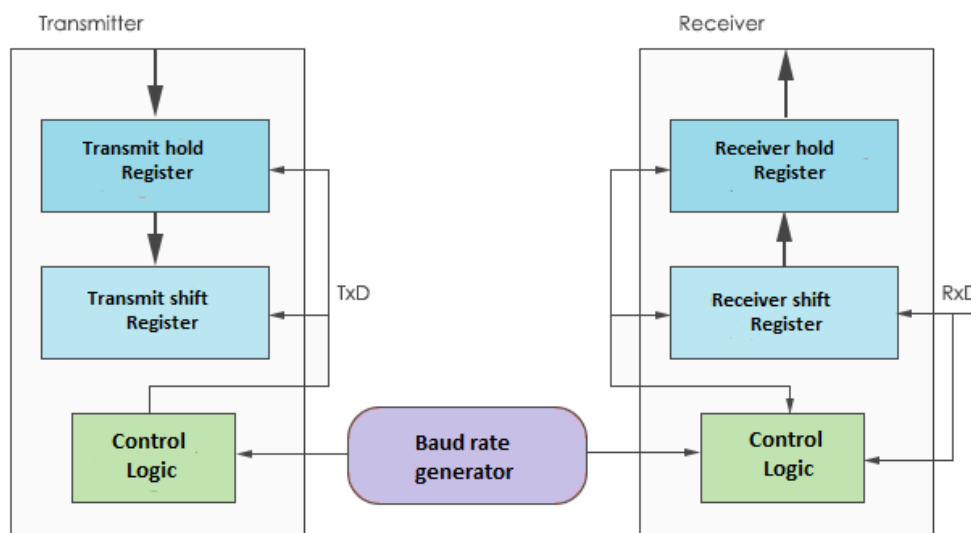 Transmitter
Transmit hold
Register
Transmit shift
Register
TxD
Control
Logic
Baud rate
generator
Receiver
Receiver hold
Register
Receiver shift
Register
RxD
Control
Logic